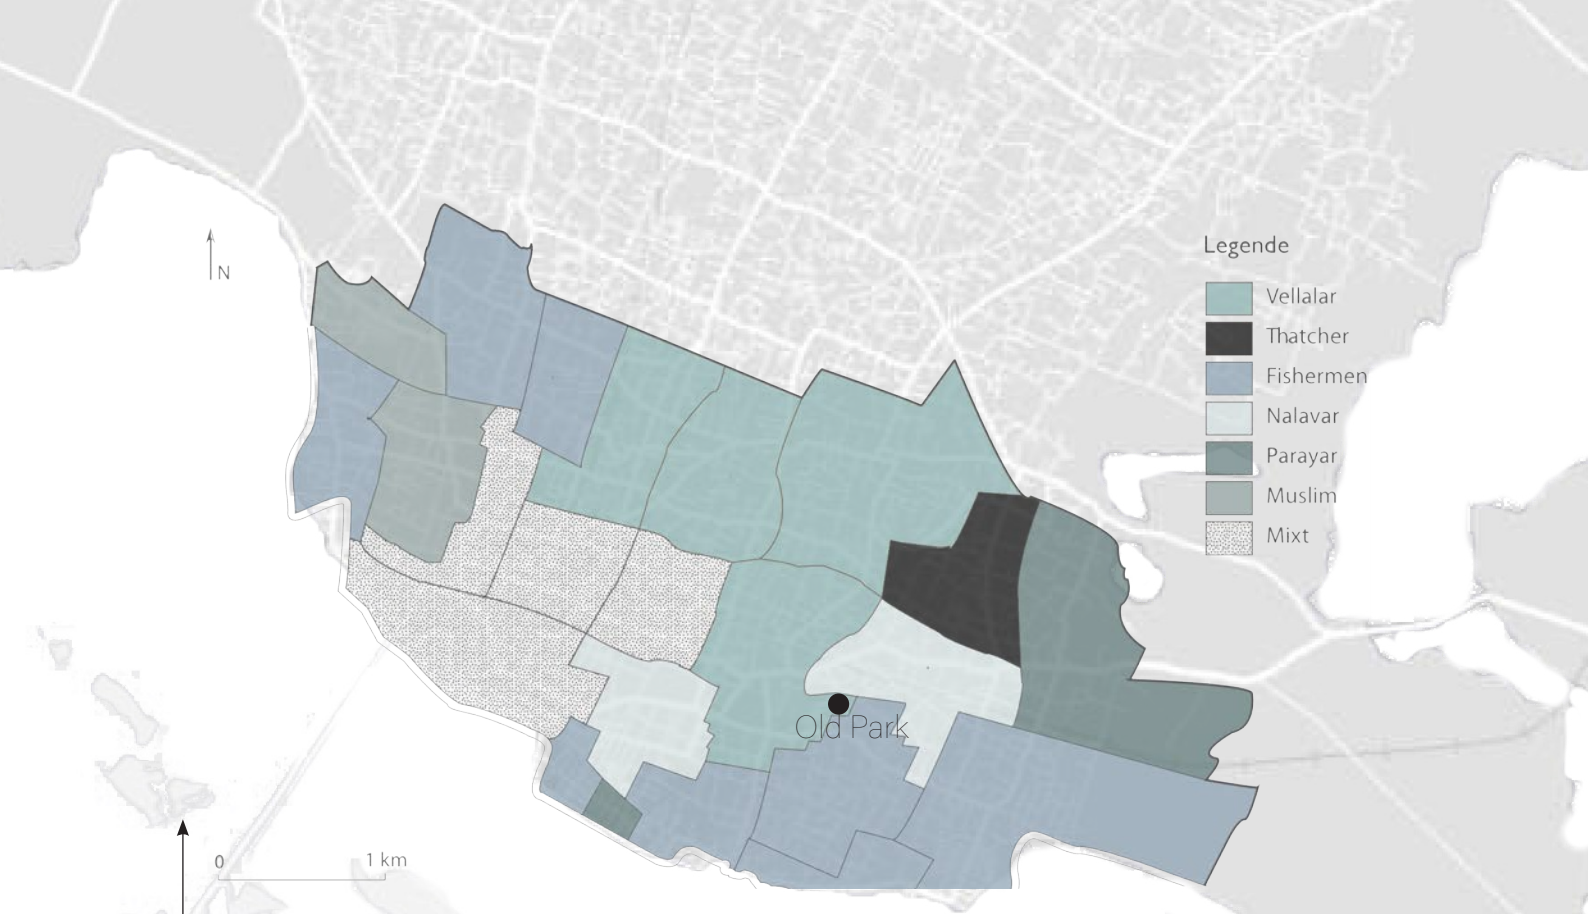 N
Legende
Vellalar
Thatcher
Fishermen
Nalavar
Parayar
Muslim
Mixt
Old Park
0
1 km